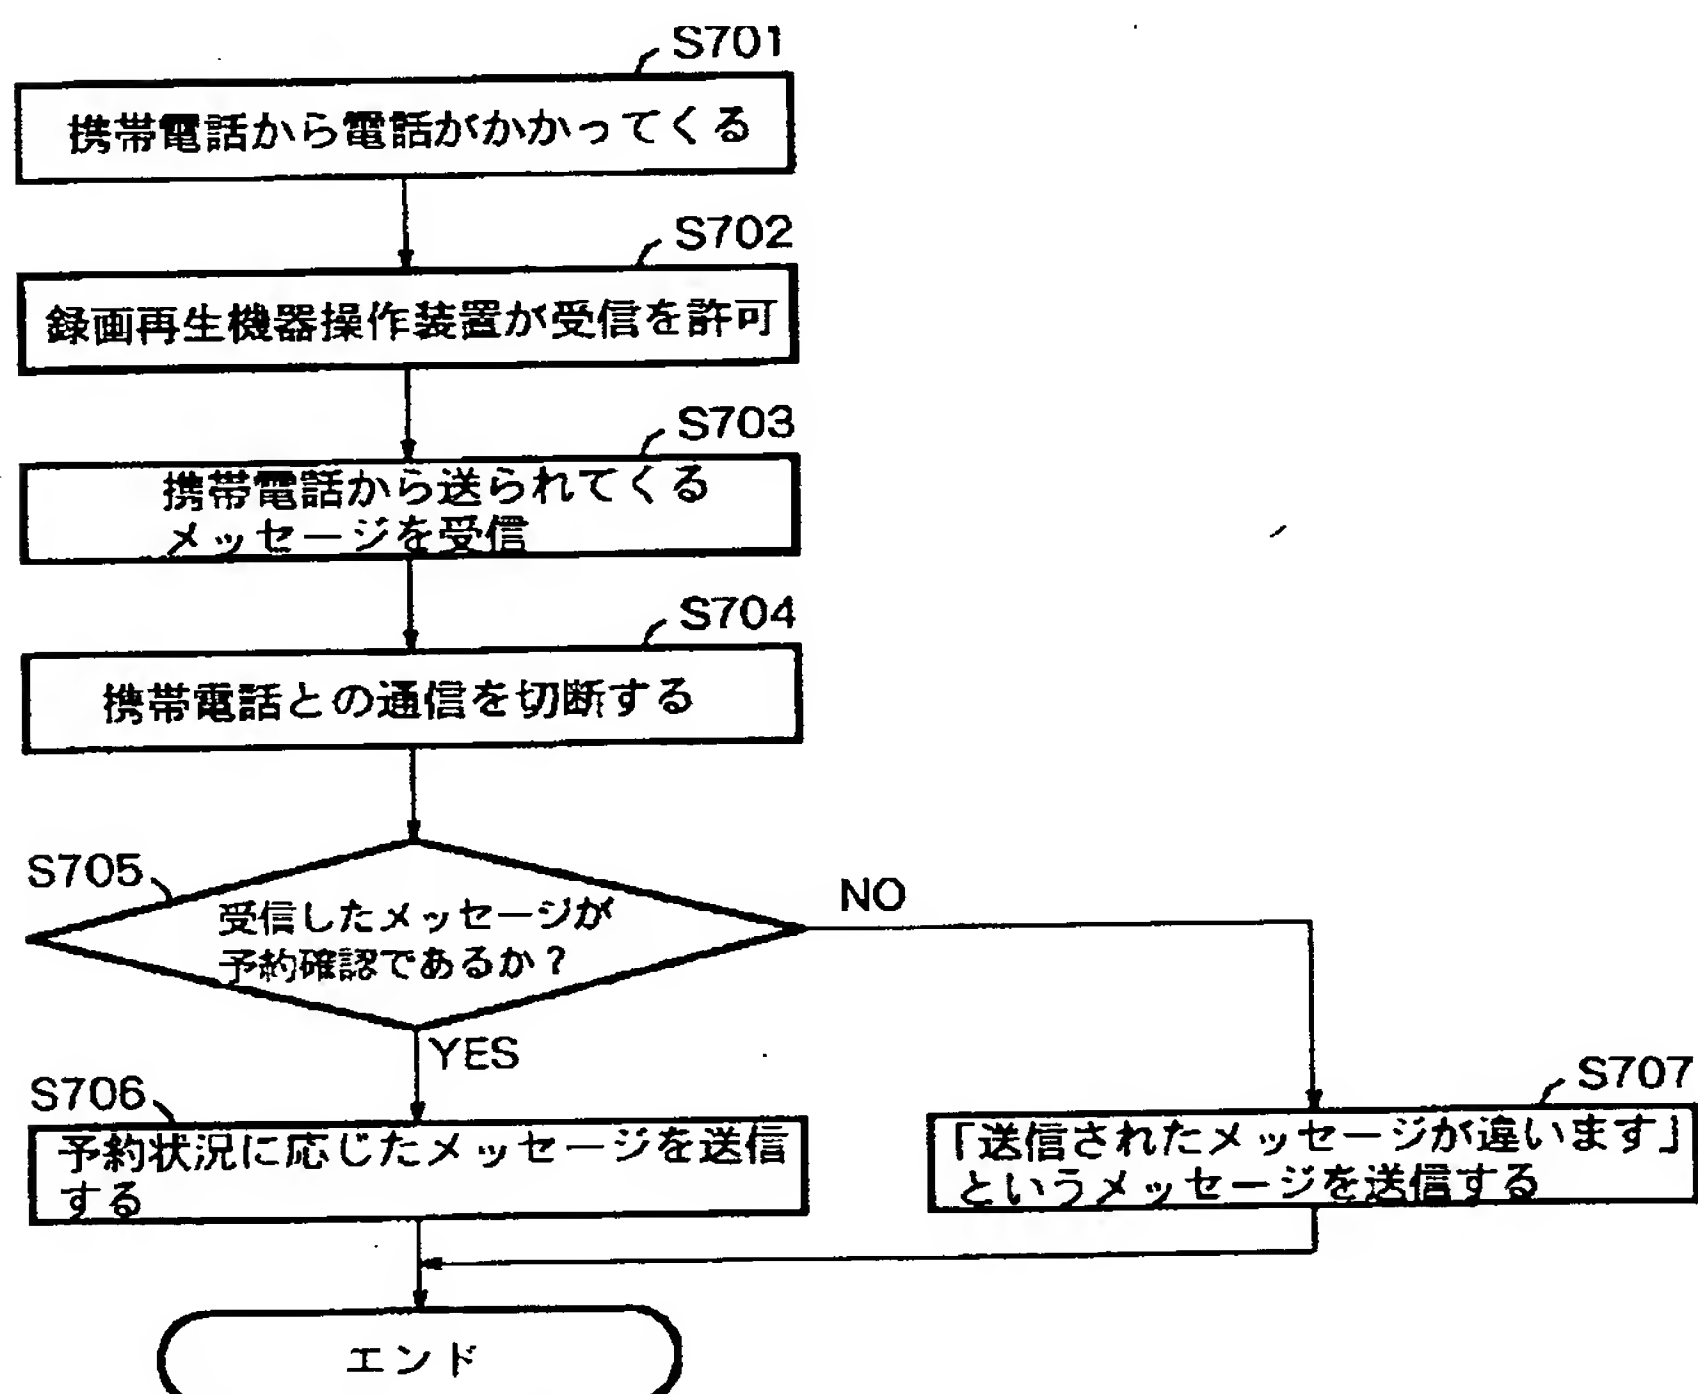 S701
携帯電話から電話がかかってくる
S702
録画再生機器操作装置が受信を許可
S703
携帯電話から送られてくる
メッセージを受信
S704
携帯電話との通信を切断する
S705
受信したメッセージが
予約確認であるか?
NO
YES
S706
予約状況に応じたメッセージを送信
する
S707
「送信されたメッセージが違います」
というメッセージを送信する
エンド